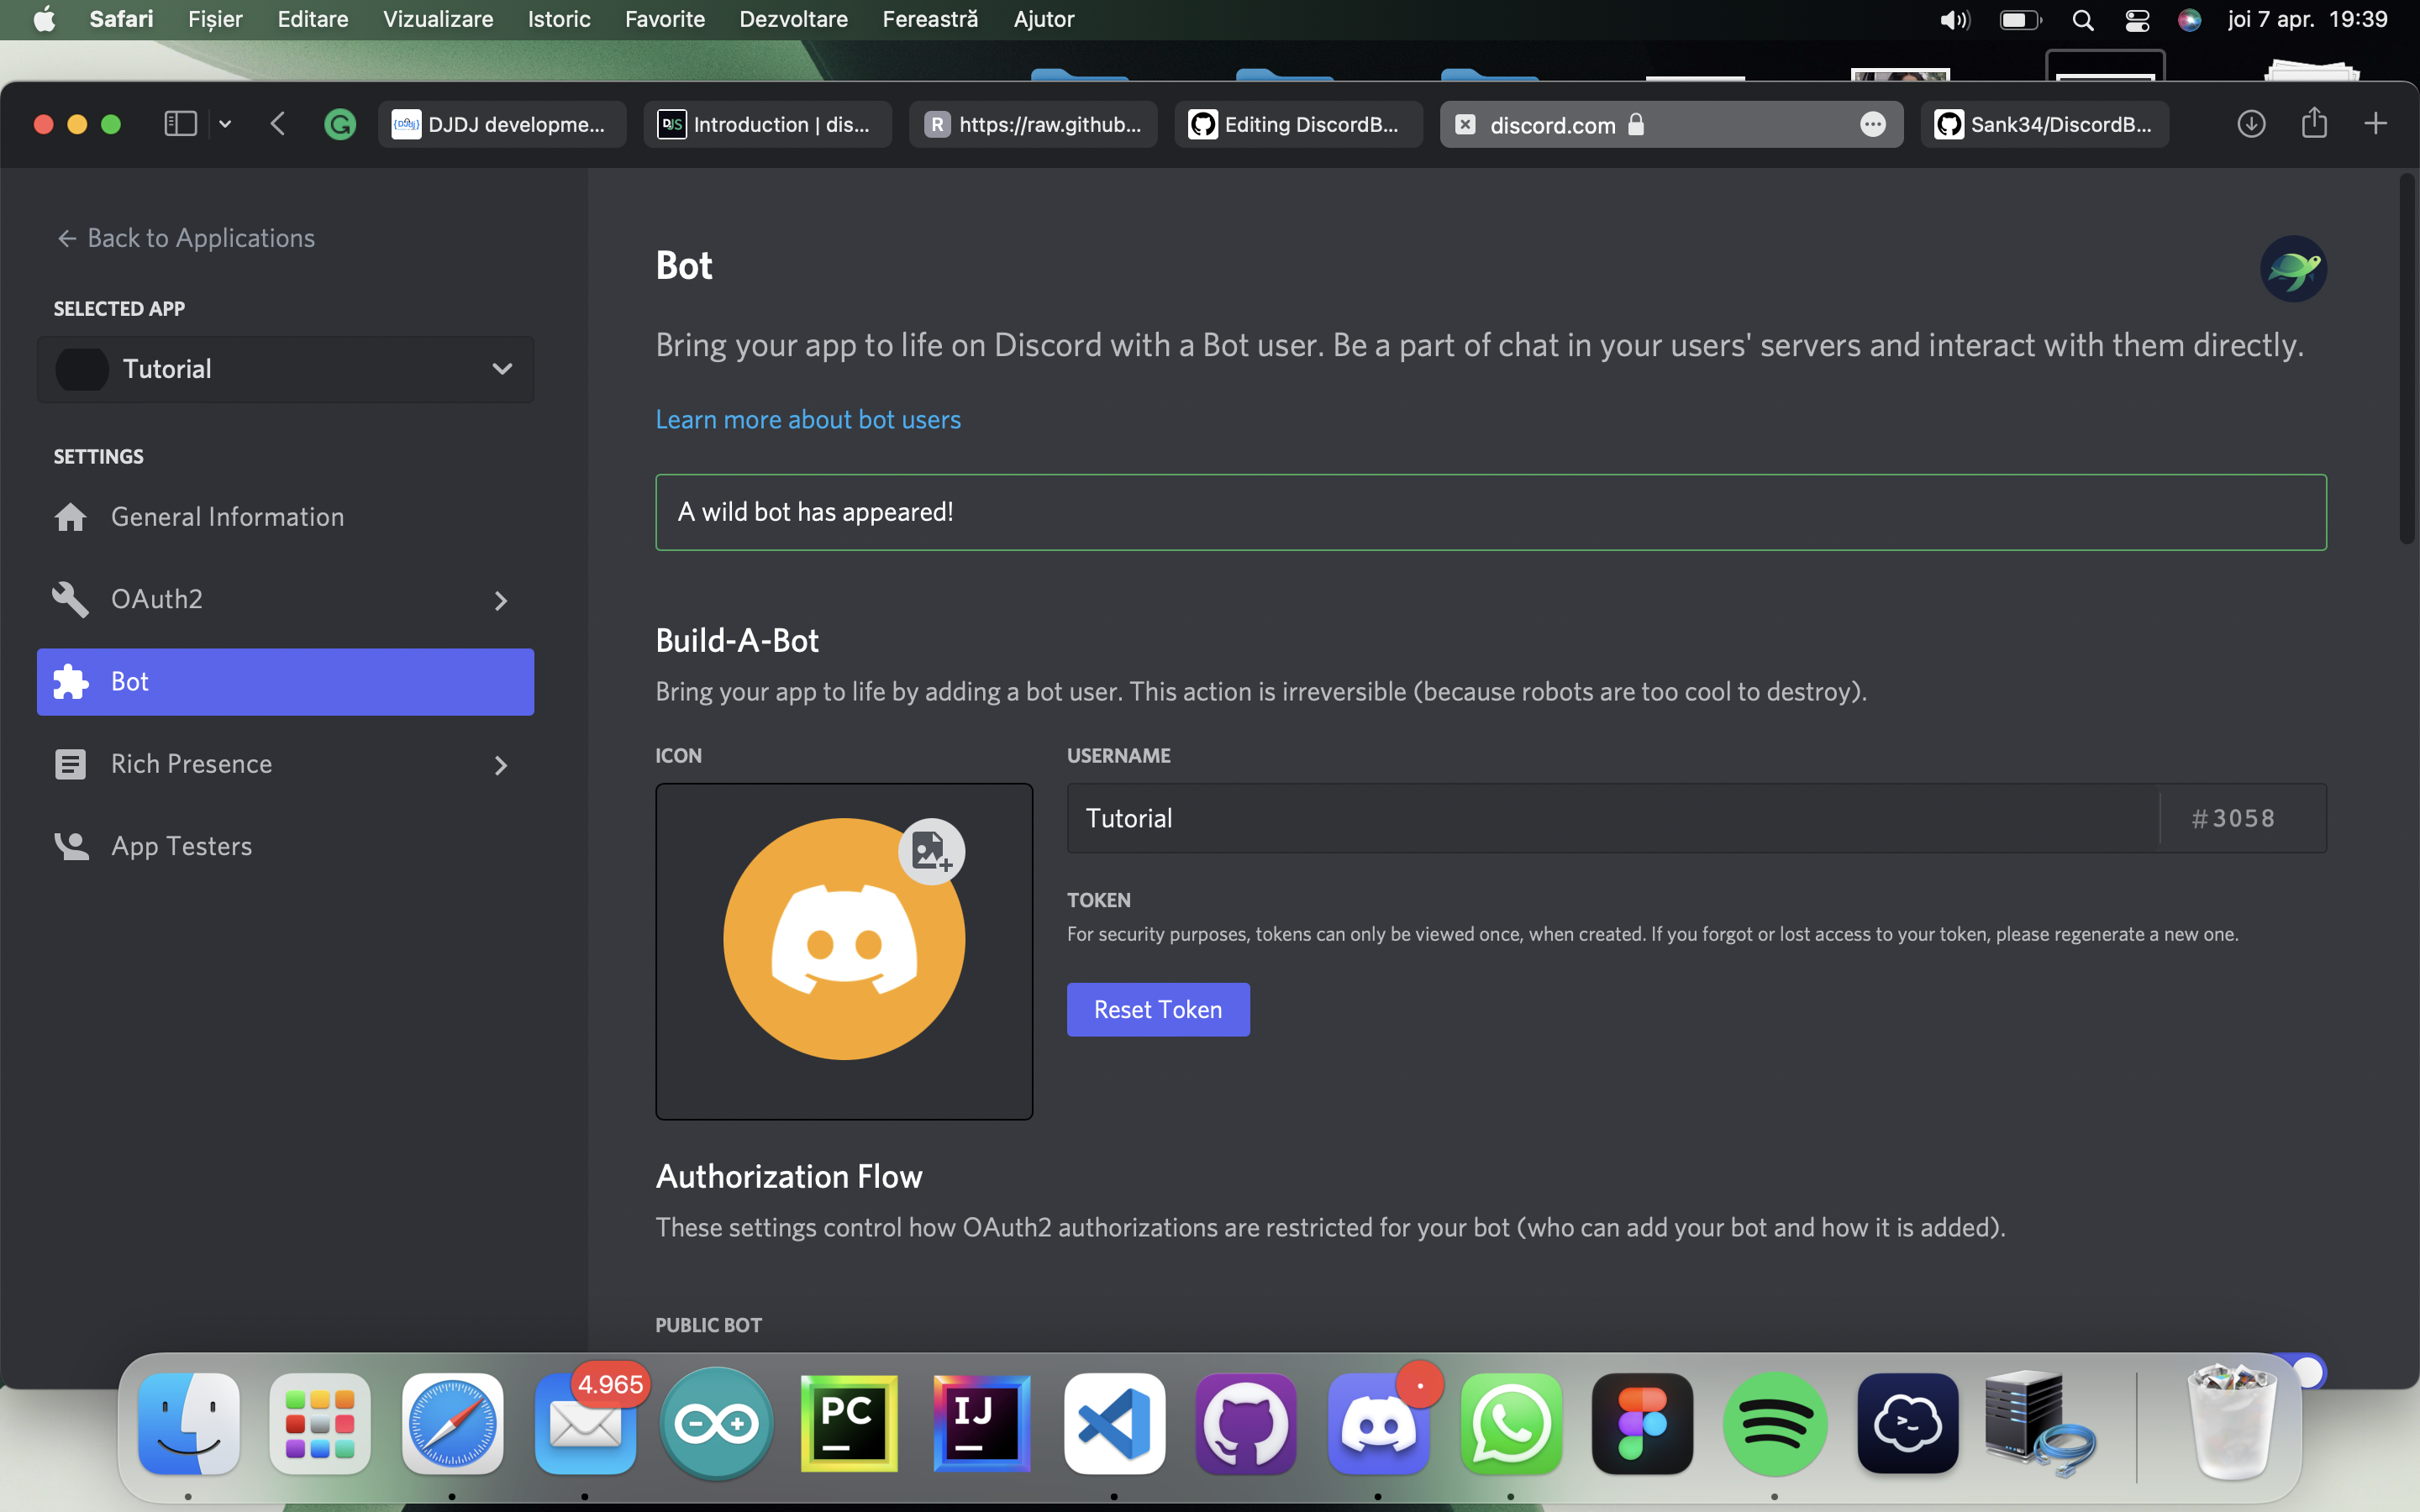 Safari Fișier Editare Vizualizare Istoric Favorite Dezvoltare Fereastră Ajutor joi 7 apr. 19:39
{DDJj} DJDJ developme... DJS Introduction | dis... R https://raw.github... Editing DiscordB... discord.com Sank34/DiscordB...
← Back to Applications
SELECTED APP
Tutorial
SETTINGS
General Information
OAuth2
Bot
Rich Presence
App Testers
Bot
Bring your app to life on Discord with a Bot user. Be a part of chat in your users' servers and interact with them directly.
Learn more about bot users
A wild bot has appeared!
Build-A-Bot
Bring your app to life by adding a bot user. This action is irreversible (because robots are too cool to destroy).
ICON
USERNAME
Tutorial #3058
TOKEN
For security purposes, tokens can only be viewed once, when created. If you forgot or lost access to your token, please regenerate a new one.
Reset Token
Authorization Flow
These settings control how OAuth2 authorizations are restricted for your bot (who can add your bot and how it is added).
PUBLIC BOT
4.965
PC IJ